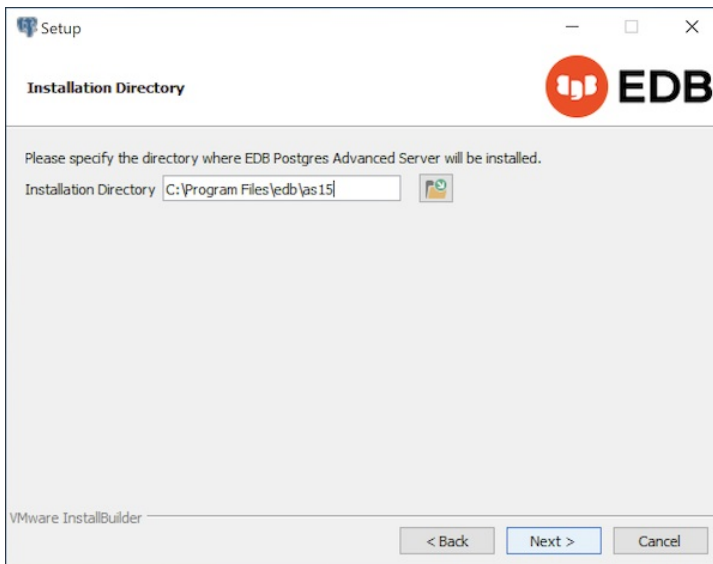 Setup
Installation Directory
EDB
Please specify the directory where EDB Postgres Advanced Server will be installed.
Installation Directory C:\Program Files\edb\as15
VMware InstallBuilder
< Back Next > Cancel